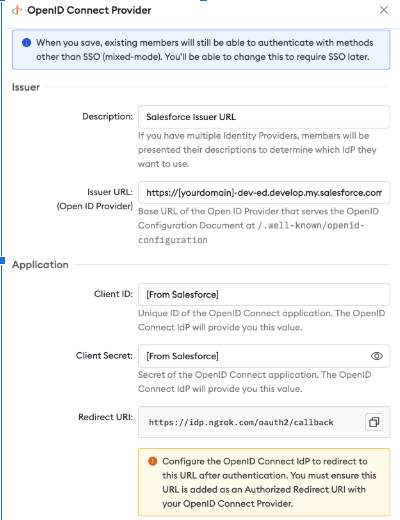 OpenID Connect Provider
When you save, existing members will still be able to authenticate with methods
other than SSO (mixed-mode). You'll be able to change this to require SSO later.
Issuer
Description:
Salesforce Issuer URL
If you have multiple Identity Providers, members will be
presented their descriptions to determine which IdP they
want to use.
Issuer URL:
(Open ID Provider)
https://[yourdomain]-dev-ed.develop.my.salesforce.com
Base URL of the Open ID Provider that serves the OpenID
Configuration Document at /.well-known/openid-
configuration
Application
Client ID:
[From Salesforce]
Unique ID of the OpenID Connect application. The OpenID
Connect IdP will provide you this value.
Client Secret:
[From Salesforce]
Secret of the OpenID Connect application. The OpenID
Connect IdP will provide you this value.
Redirect URI:
https://idp.ngrok.com/oauth2/callback
Configure the OpenID Connect IdP to redirect to
this URL after authentication. You must ensure this
URL is added as an Authorized Redirect URI with
your OpenID Connect Provider.